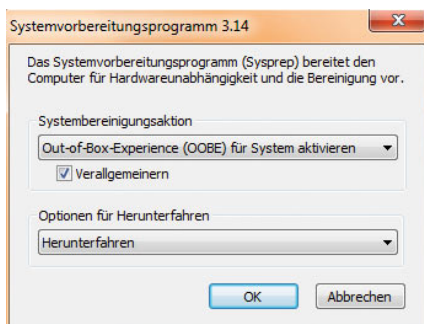 Systemvorbereitungsprogramm 3.14
Das Systemvorbereitungsprogramm (Sysprep) bereitet den
Computer für Hardwareunabhängigkeit und die Bereinigung vor.
Systembereinigungsaktion
Out-of-Box-Experience (OOBE) für System aktivieren
Verallgemeinern
Optionen für Herunterfahren
Herunterfahren
OK
Abbrechen